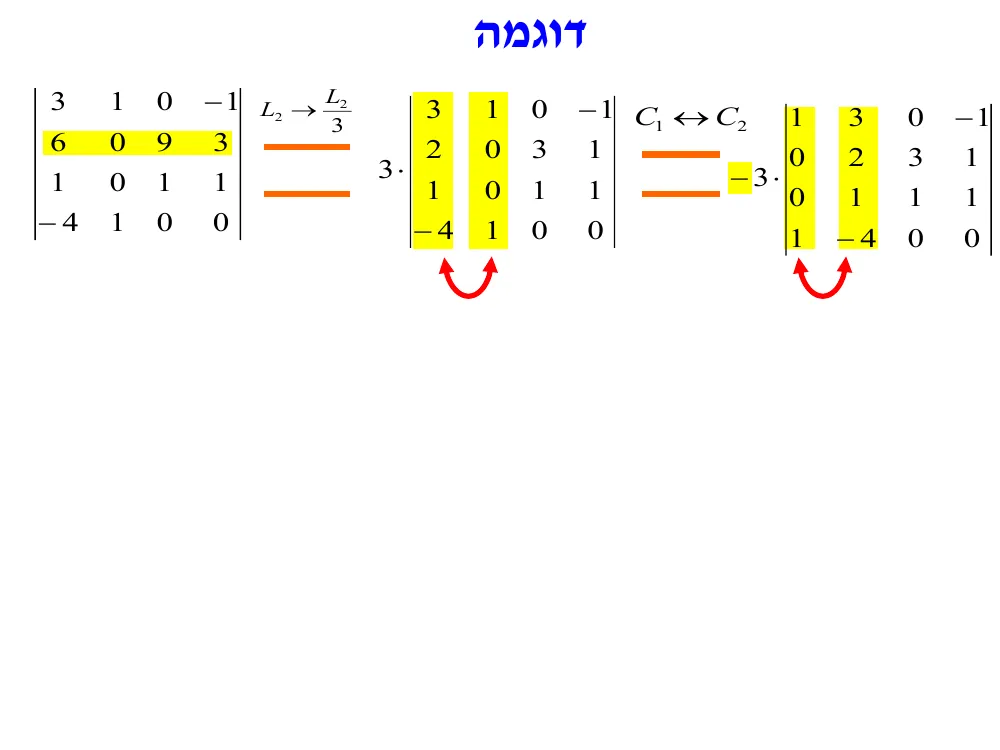 דוגמה
| 3 1 0 −1 | L₂ → L₂/3 | 3 1 0 −1 | C₁ ↔ C₂ | 1 3 0 −1 |
| 6 0 9 3 | = 3 · | 2 0 3 1 | = −3 · | 0 2 3 1 |
| 1 0 1 1 | | 1 0 1 1 | | 0 1 1 1 |
| −4 1 0 0 | | −4 1 0 0 | | 1 −4 0 0 |